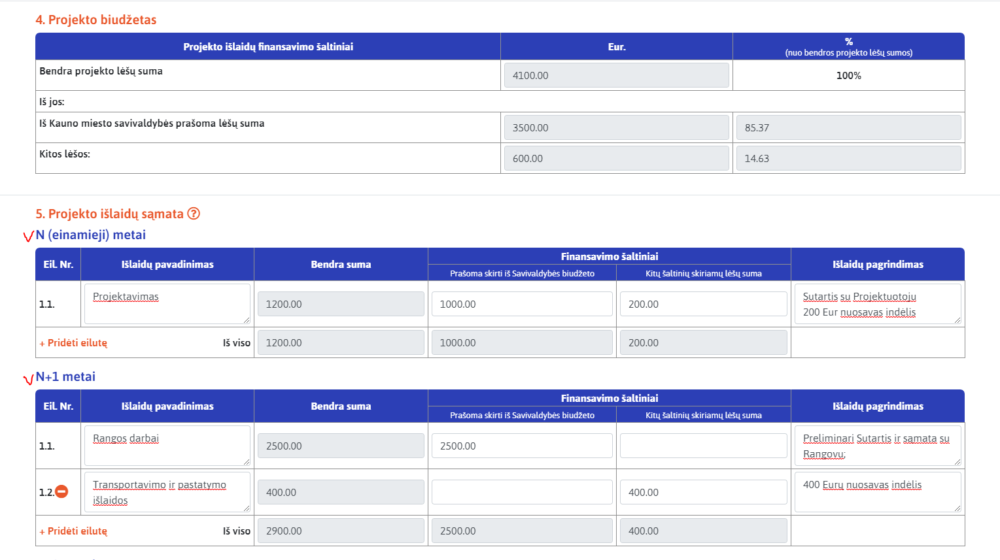 4. Projekto biudžetas
Projekto išlaidų finansavimo šaltiniai
Eur.
%
(nuo bendros projekto lėšų sumos)
Bendra projekto lėšų suma
4100.00
100%
Iš jos:
Iš Kauno miesto savivaldybės prašoma lėšų suma
3500.00
85.37
Kitos lėšos:
600.00
14.63
5. Projekto išlaidų sąmata ?
N (einamieji) metai
Eil. Nr.
Išlaidų pavadinimas
Bendra suma
Finansavimo šaltiniai
Prašoma skirti iš Savivaldybės biudžeto
Kitų šaltinių skiriamų lėšų suma
Išlaidų pagrindimas
1.1.
Projektavimas
1200.00
1000.00
200.00
Sutartis su Projektuotoju
200 Eur nuosavas indėlis
+ Pridėti eilutę
Iš viso
1200.00
1000.00
200.00
N+1 metai
Eil. Nr.
Išlaidų pavadinimas
Bendra suma
Finansavimo šaltiniai
Prašoma skirti iš Savivaldybės biudžeto
Kitų šaltinių skiriamų lėšų suma
Išlaidų pagrindimas
1.1.
Rangos darbai
2500.00
2500.00
Preliminari Sutartis ir sąmata su
Rangovu;
1.2.
Transportavimo ir pastatymo
išlaidos
400.00
400.00
400 Eurų nuosavas indėlis
+ Pridėti eilutę
Iš viso
2900.00
2500.00
400.00